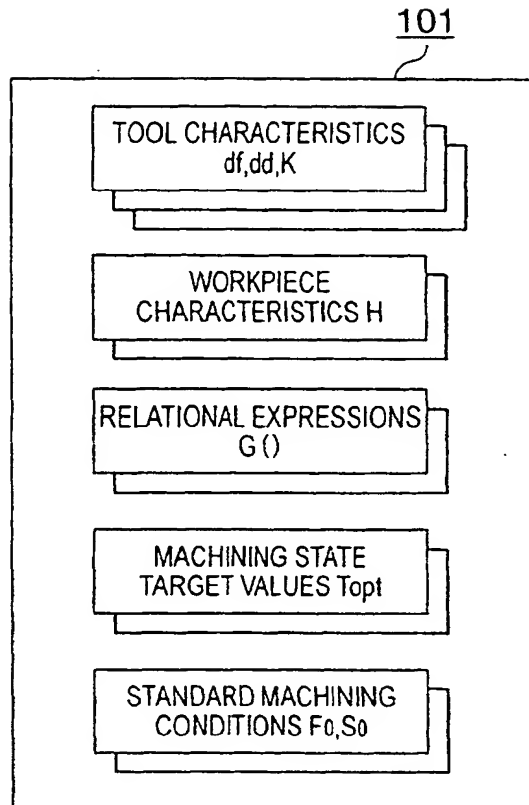 101
TOOL CHARACTERISTICS
df,dd,K
WORKPIECE
CHARACTERISTICS H
RELATIONAL EXPRESSIONS
G ()
MACHINING STATE
TARGET VALUES Topt
STANDARD MACHINING
CONDITIONS F0,S0